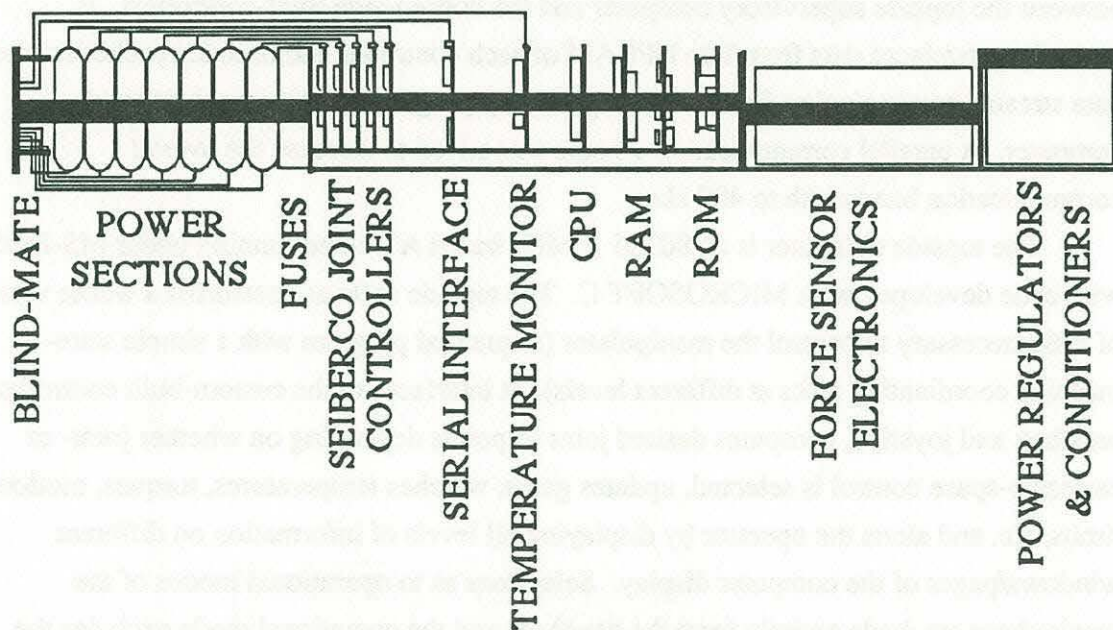 BLIND-MATE
POWER
SECTIONS
FUSES
SEIBERCO JOINT
CONTROLLERS
SERIAL INTERFACE
TEMPERATURE MONITOR
CPU
RAM
ROM
FORCE SENSOR
ELECTRONICS
POWER REGULATORS
& CONDITIONERS